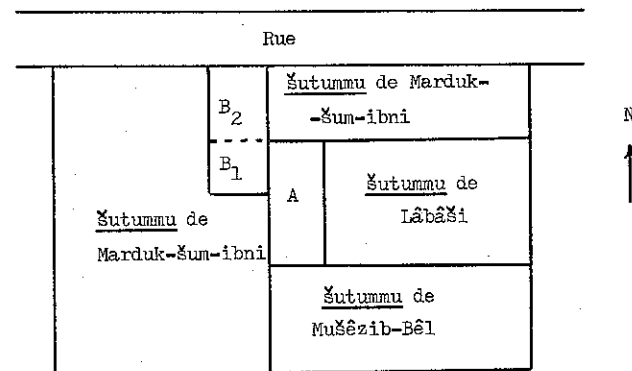 Rue
šutummu de Marduk-
-šum-ibni
N
B2
B1
A
šutummu de
Lâbâši
šutummu de
Marduk-šum-ibni
šutummu de
Mušêzib-Bêl